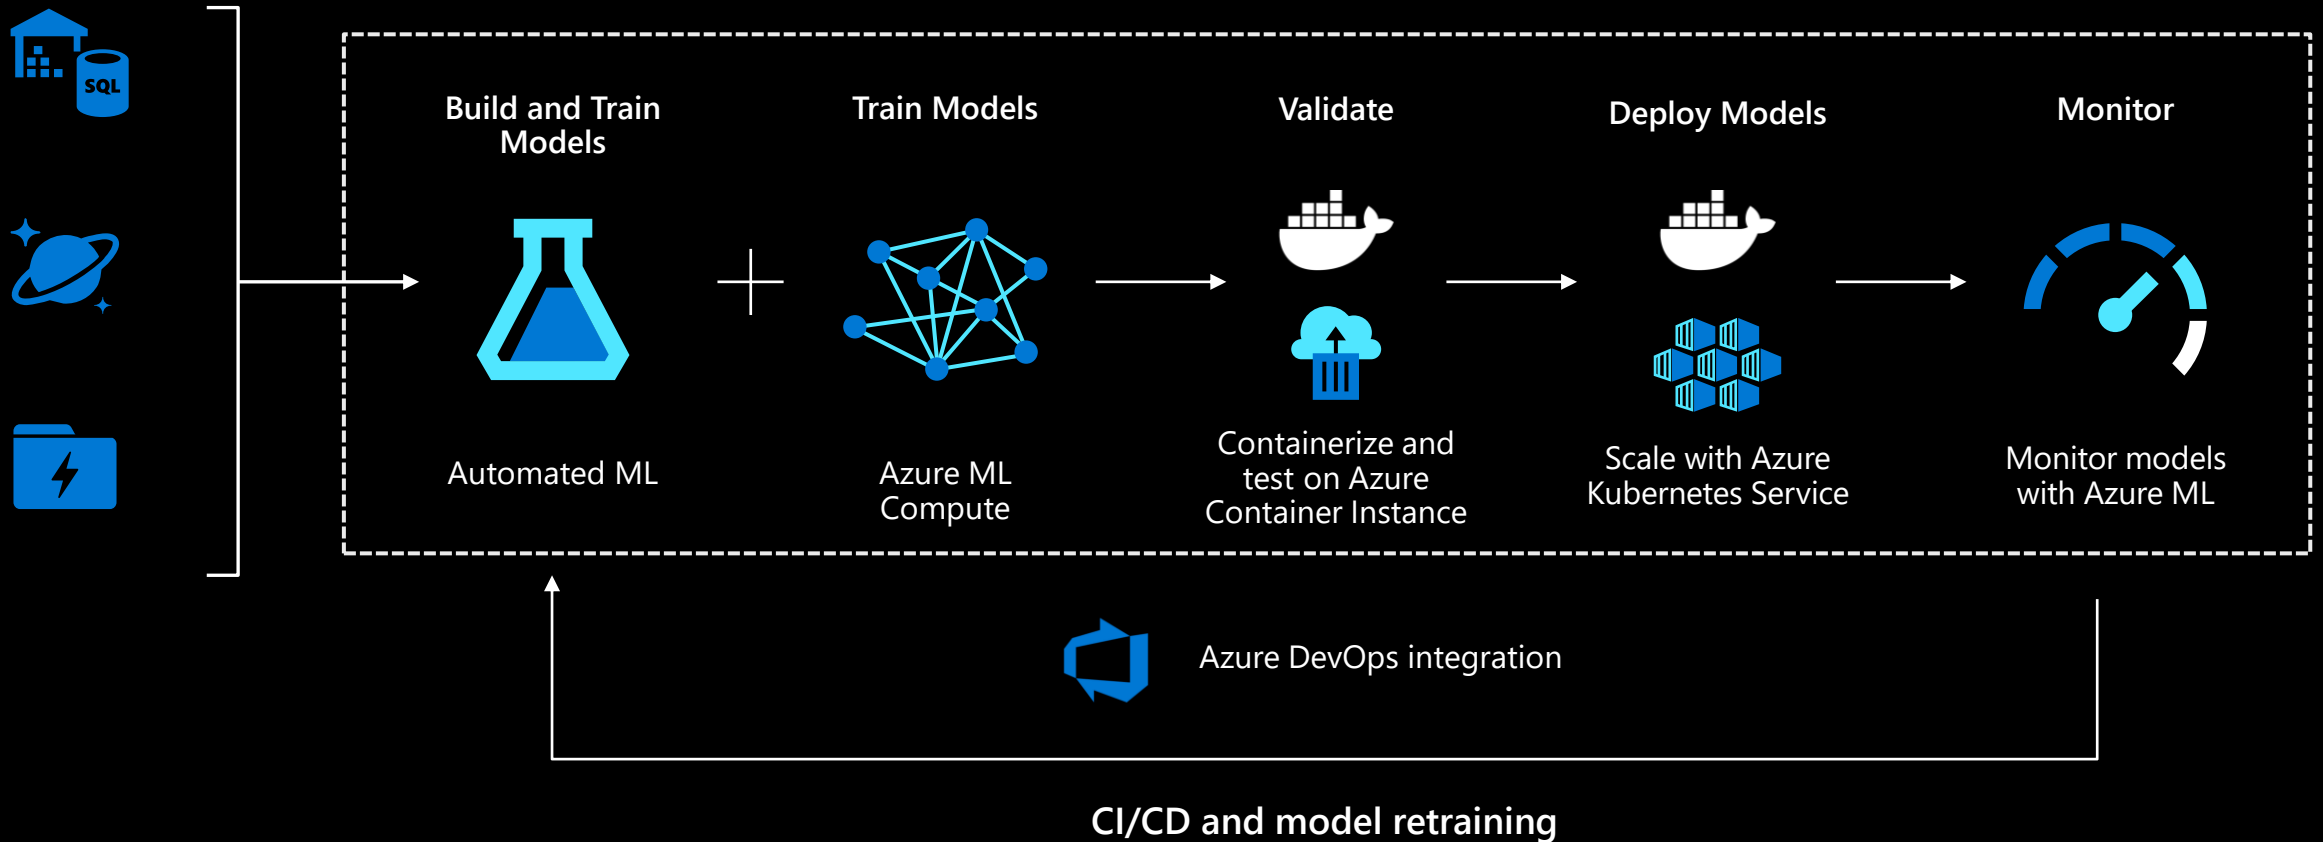 SQL
Build and Train
Models
Train Models
Validate
Deploy Models
Monitor
Automated ML
Azure ML
Compute
Containerize and
test on Azure
Container Instance
Scale with Azure
Kubernetes Service
Monitor models
with Azure ML
Azure DevOps integration
CI/CD and model retraining